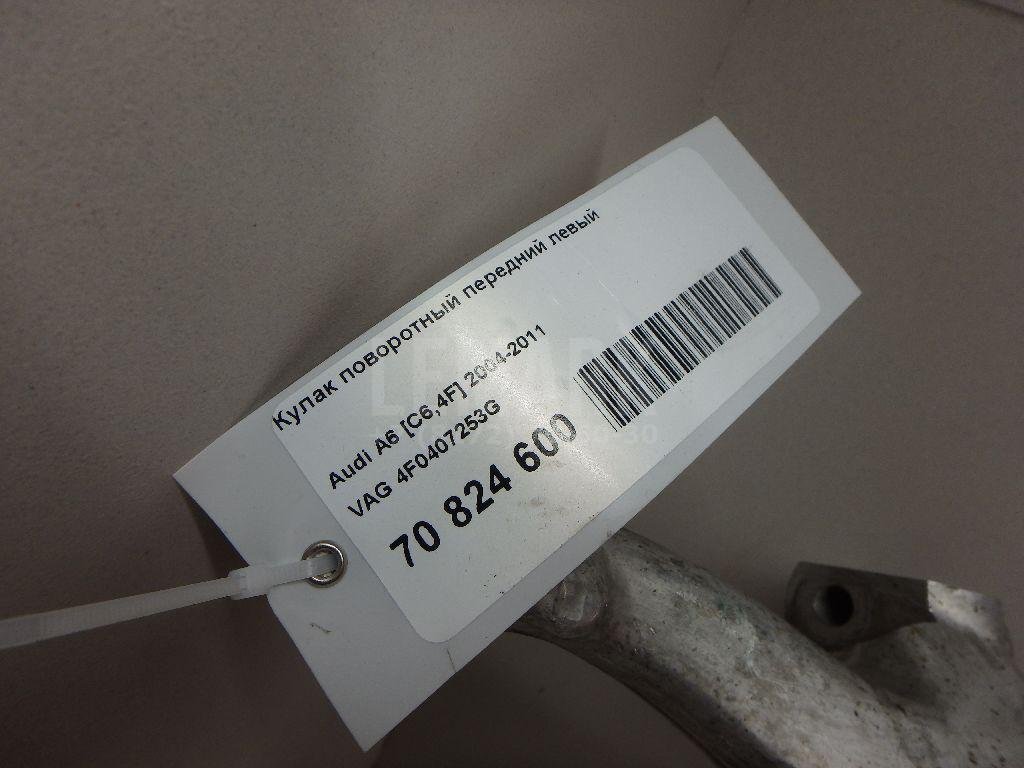 Кулак поворотный передний левый
Audi A6 [C6,4F] 2004-2011
VAG 4F0407253G
70 824 600